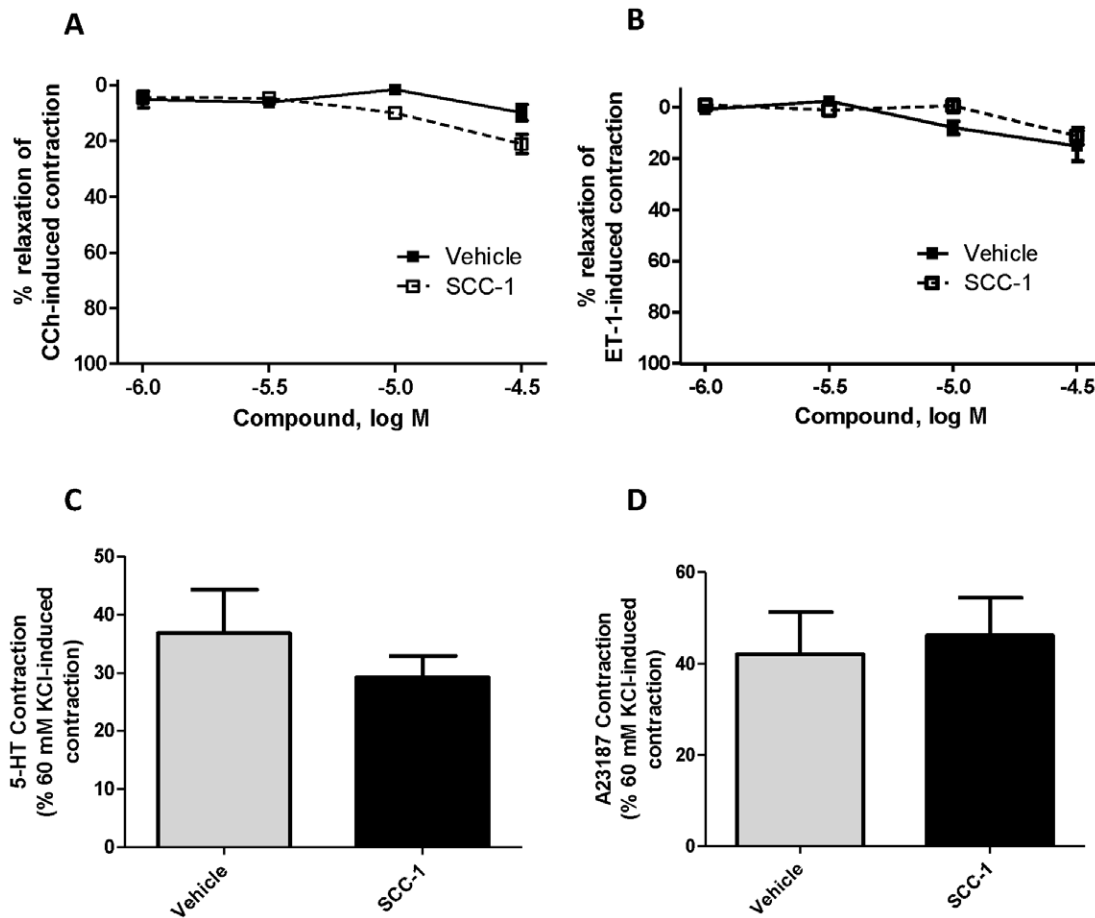 A
% relaxation of
CCh-induced contraction
0
20
40
60
80
100
Vehicle
SCC-1
-6.0
-5.5
-5.0
-4.5
Compound, log M
B
% relaxation of
ET-1-induced contraction
0
20
40
60
80
100
Vehicle
SCC-1
-6.0
-5.5
-5.0
-4.5
Compound, log M
C
5-HT Contraction
(% 60 mM KCl-induced
contraction)
50
40
30
20
10
0
Vehicle
SCC-1
D
A23187 Contraction
(% 60 mM KCl-induced
contraction)
60
40
20
0
Vehicle
SCC-1